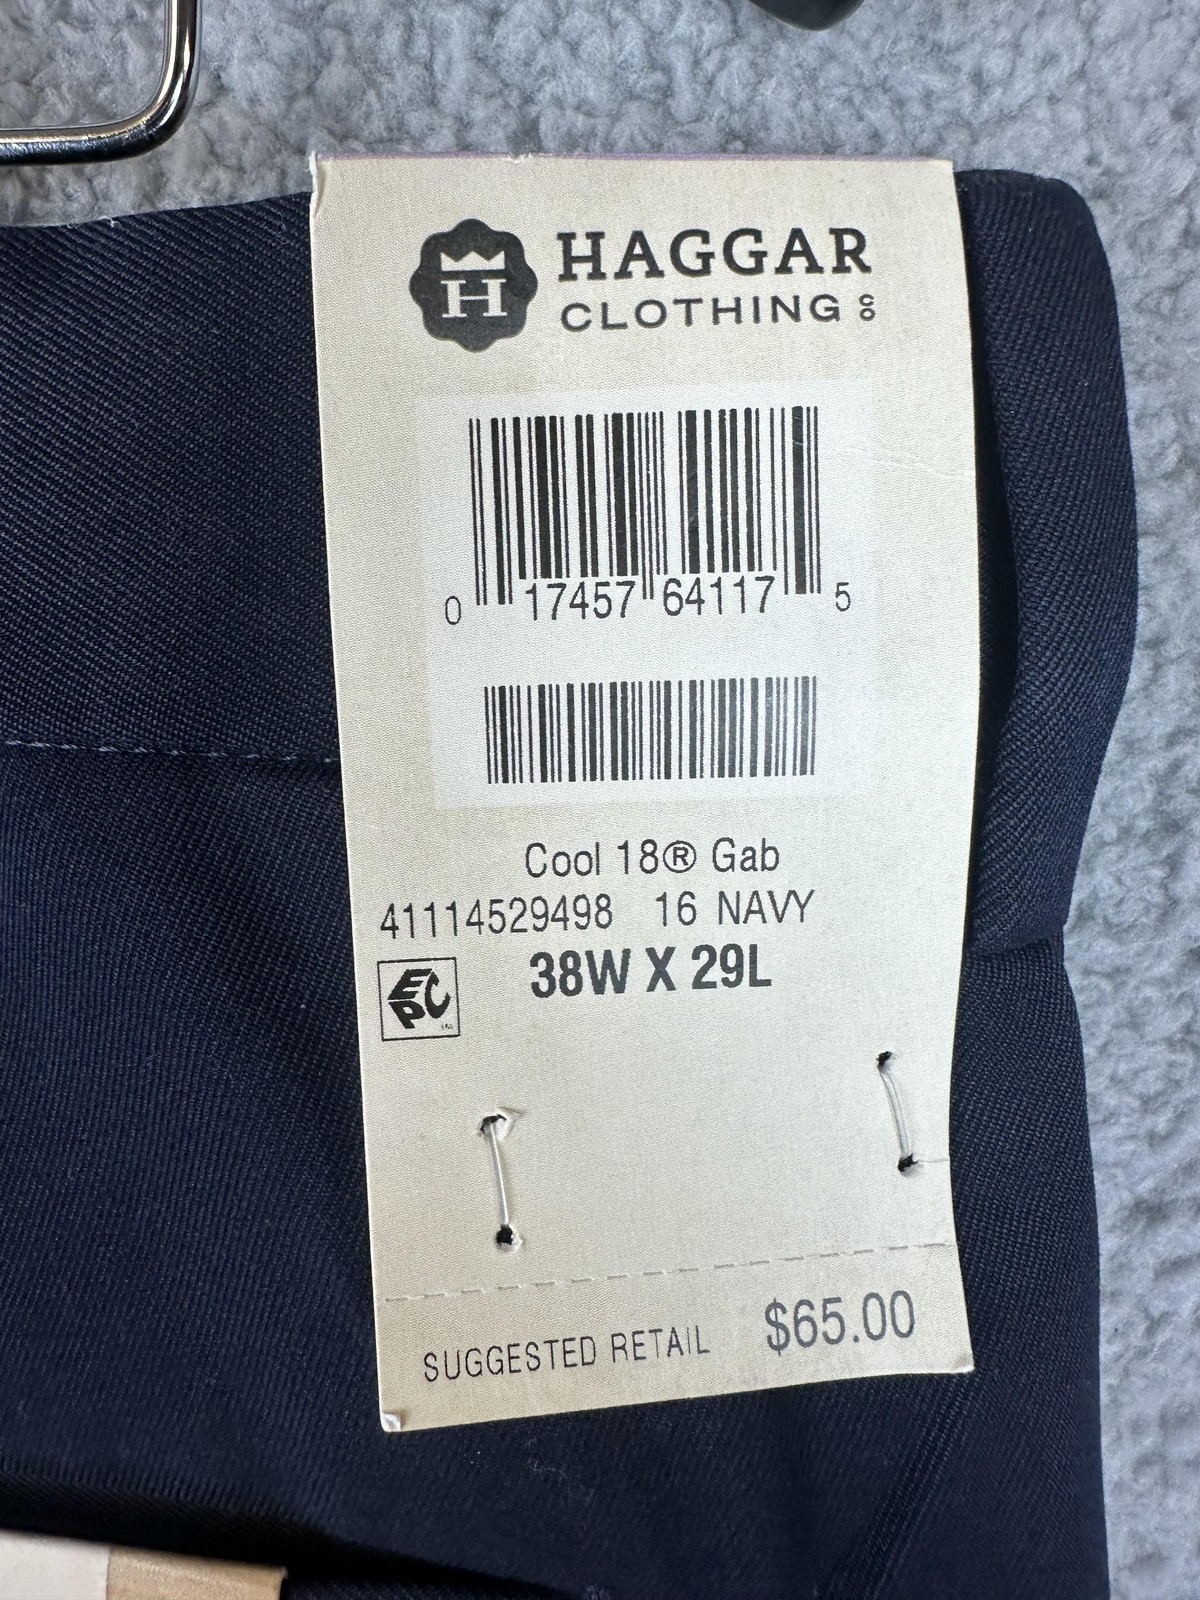 H
HAGGAR
CLOTHING CO
0 17457 64117 5
Cool 18® Gab
41114529498 16 NAVY
38W X 29L
EPC
SUGGESTED RETAIL $65.00